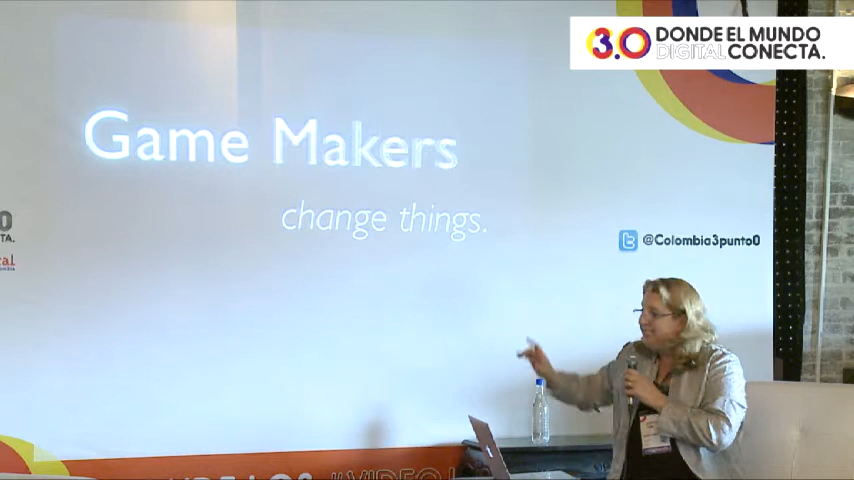 3.0 DONDE EL MUNDO
DIGITAL CONECTA.
Game Makers
change things.
@Colombia3punto0